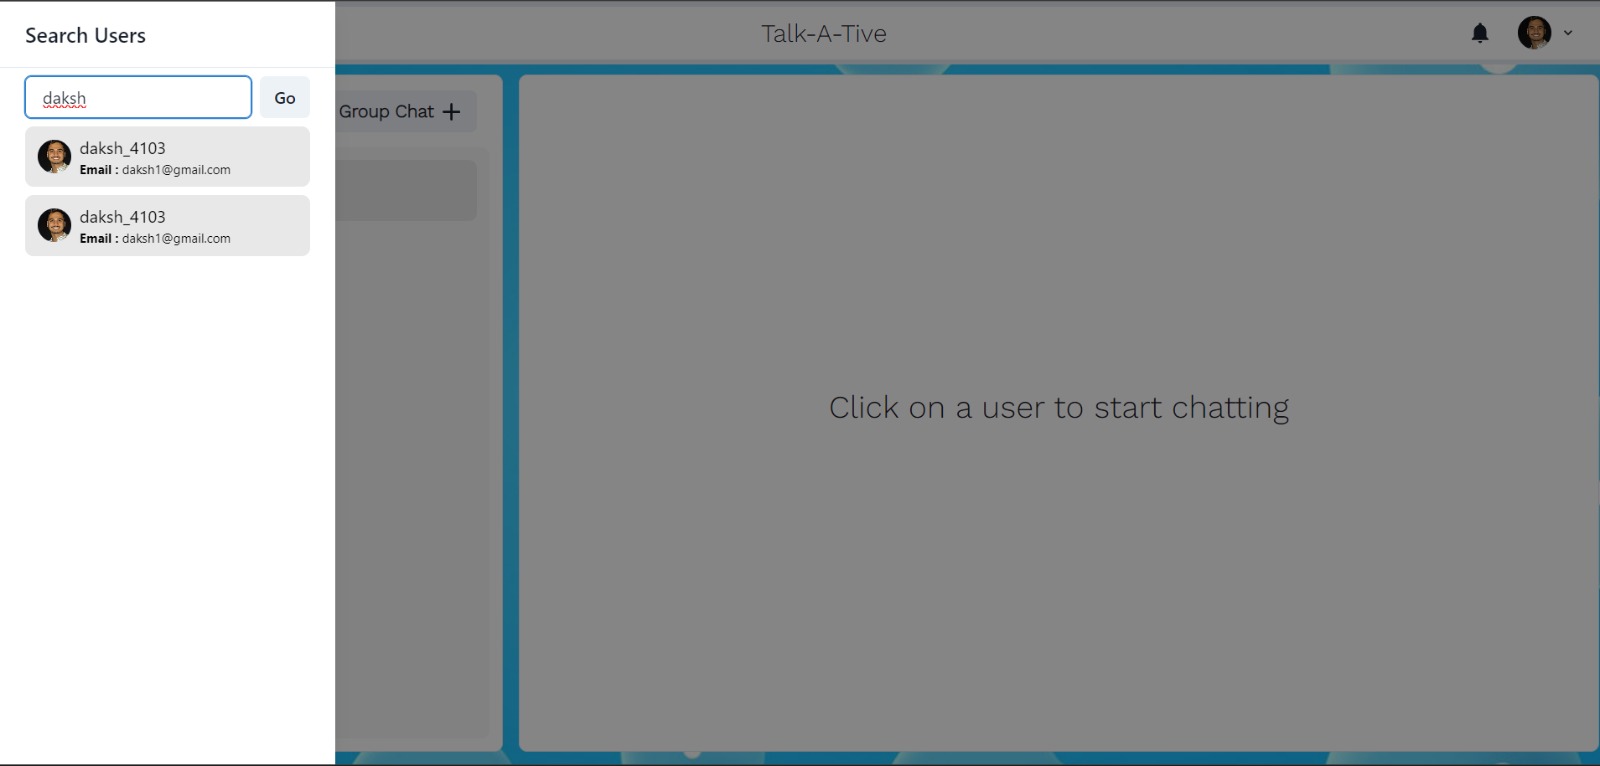 Search Users
Talk-A-Tive
daksh
Go
Group Chat
daksh_4103
Email : daksh1@gmail.com
daksh_4103
Email : daksh1@gmail.com
Click on a user to start chatting